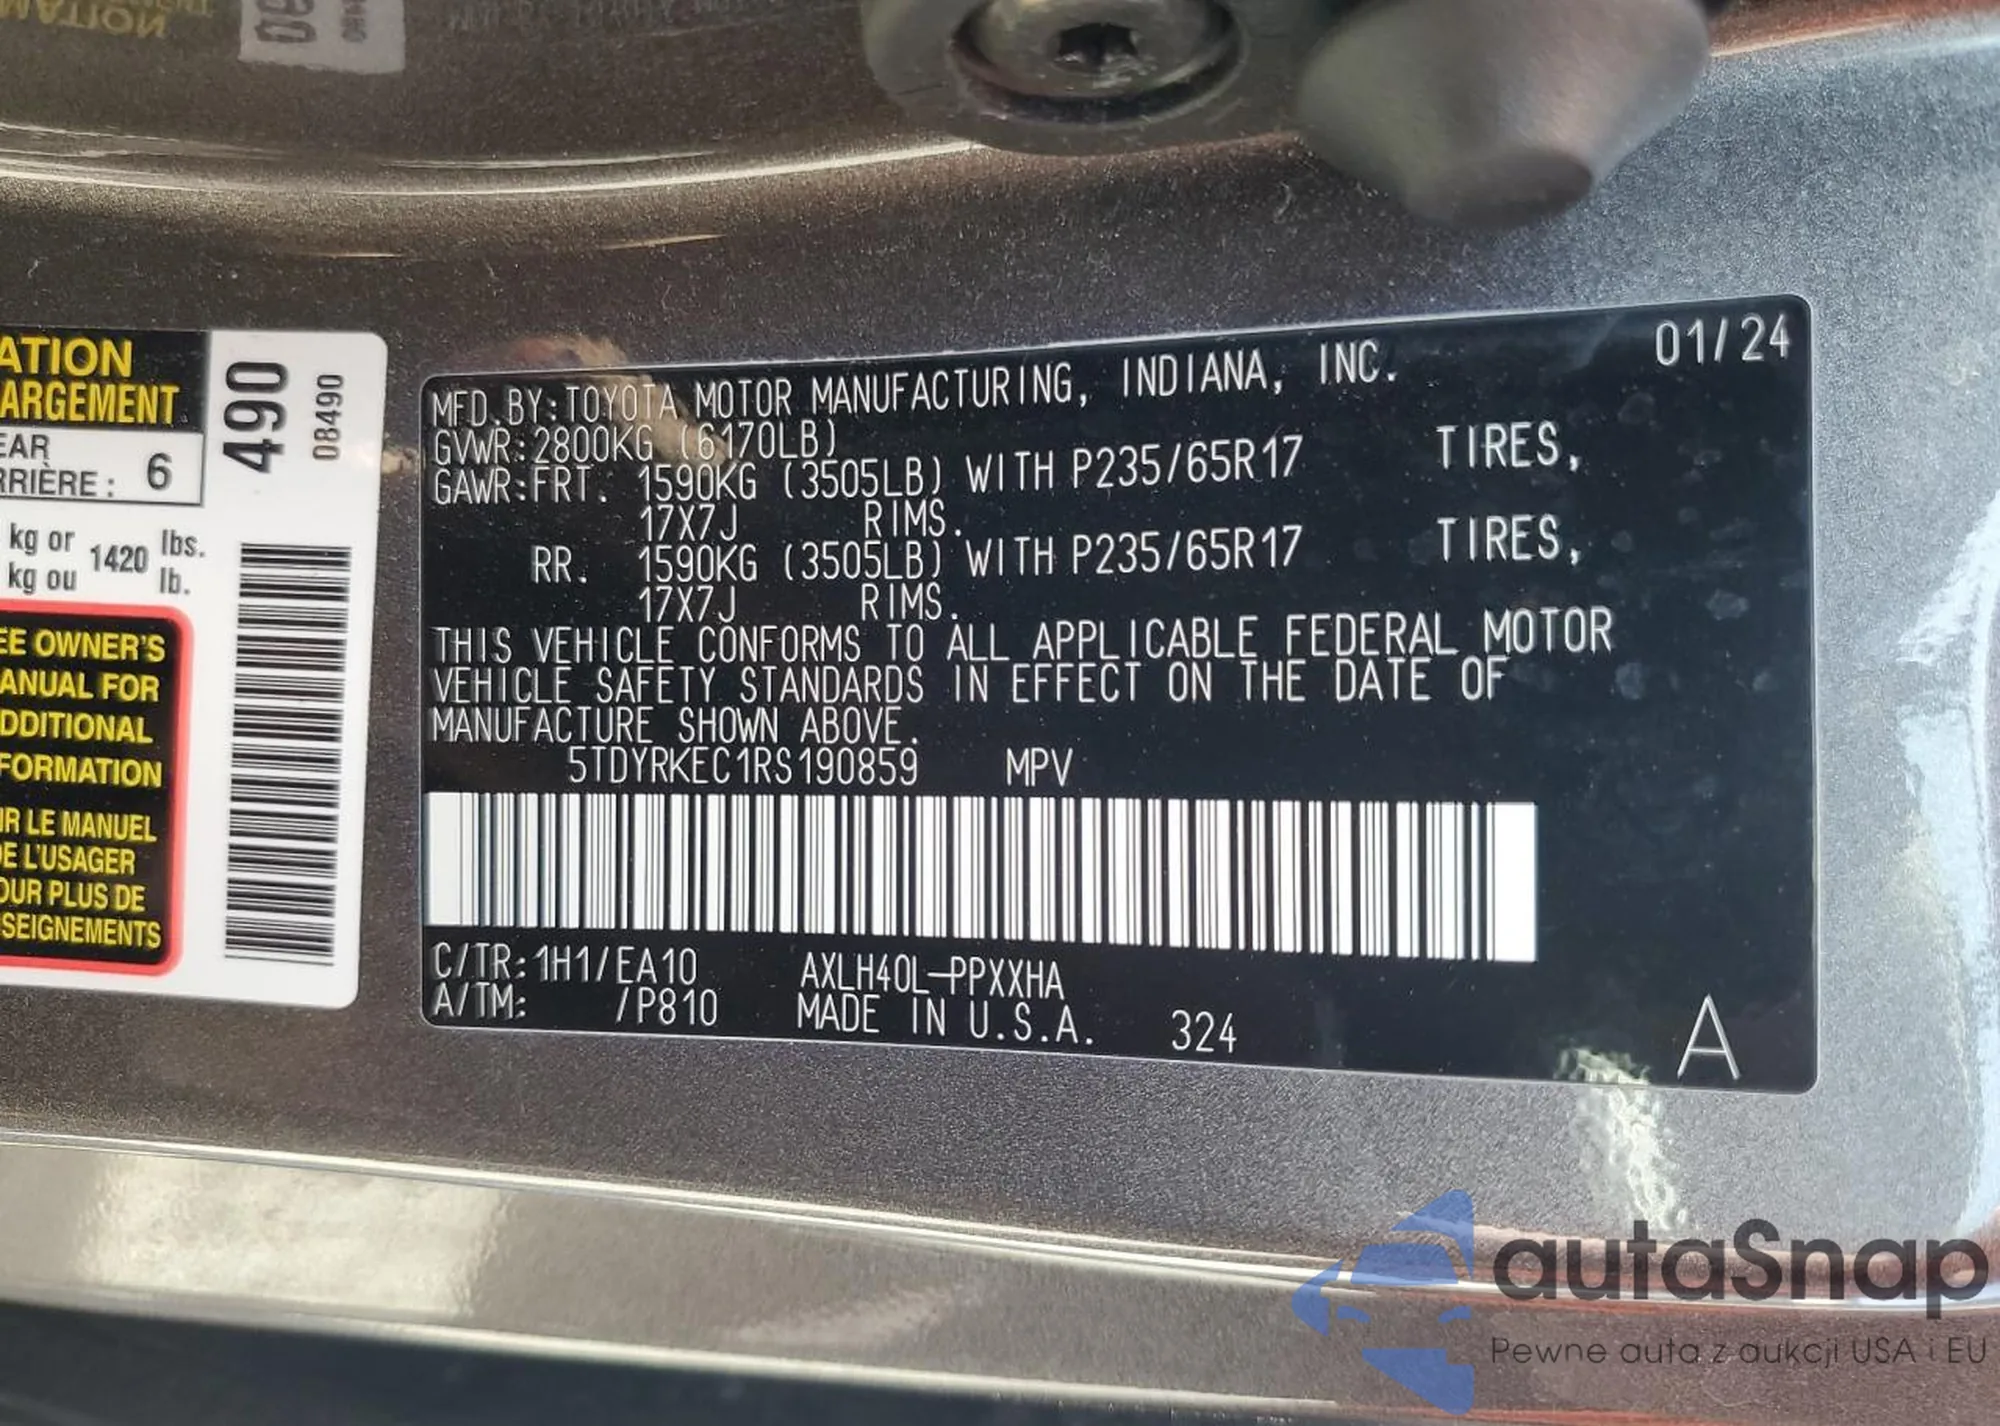 ATION
ARGEMENT
EAR
RRIÈRE : 6
kg or 1420 lbs.
kg ou lb.
EE OWNER'S
ANUAL FOR
DDITIONAL
FORMATION
IR LE MANUEL
DE L'USAGER
OUR PLUS DE
SEIGNEMENTS
490
08490
01/24
MFD.BY:TOYOTA MOTOR MANUFACTURING, INDIANA, INC.
GVWR:2800KG (6170LB)
GAWR:FRT. 1590KG (3505LB) WITH P235/65R17 TIRES,
17X7J RIMS.
RR. 1590KG (3505LB) WITH P235/65R17 TIRES,
17X7J RIMS.
THIS VEHICLE CONFORMS TO ALL APPLICABLE FEDERAL MOTOR
VEHICLE SAFETY STANDARDS IN EFFECT ON THE DATE OF
MANUFACTURE SHOWN ABOVE.
5TDYRKEC1RS190859 MPV
C/TR:1H1/EA10 AXLH40L-PPXXHA
A/TM: /P810 MADE IN U.S.A. 324
A
autaSnap
Pewne auta z aukcji USA i EU